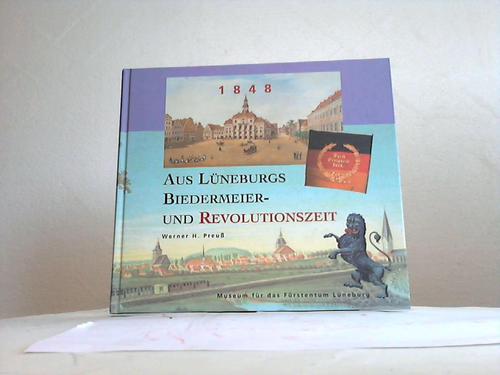 1848
AUS LÜNEBURGS
BIEDERMEIER-
UND REVOLUTIONSZEIT
Werner H. Preuß
Museum für das Fürstentum Lüneburg